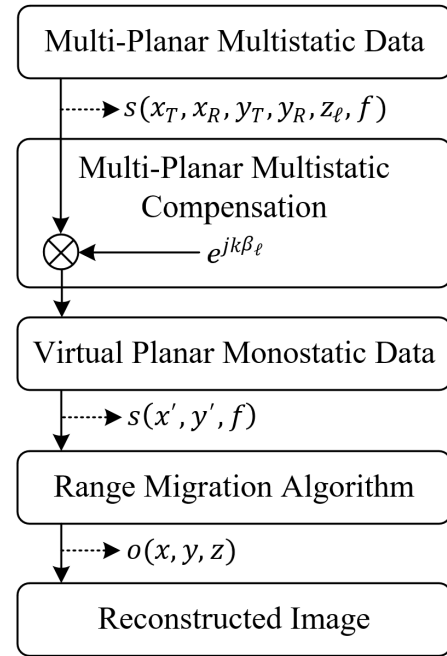 Multi-Planar Multistatic Data
s(x_T, x_R, y_T, y_R, z_ℓ, f)
Multi-Planar Multistatic
Compensation
e^{jkβ_ℓ}
Virtual Planar Monostatic Data
s(x′, y′, f)
Range Migration Algorithm
o(x, y, z)
Reconstructed Image